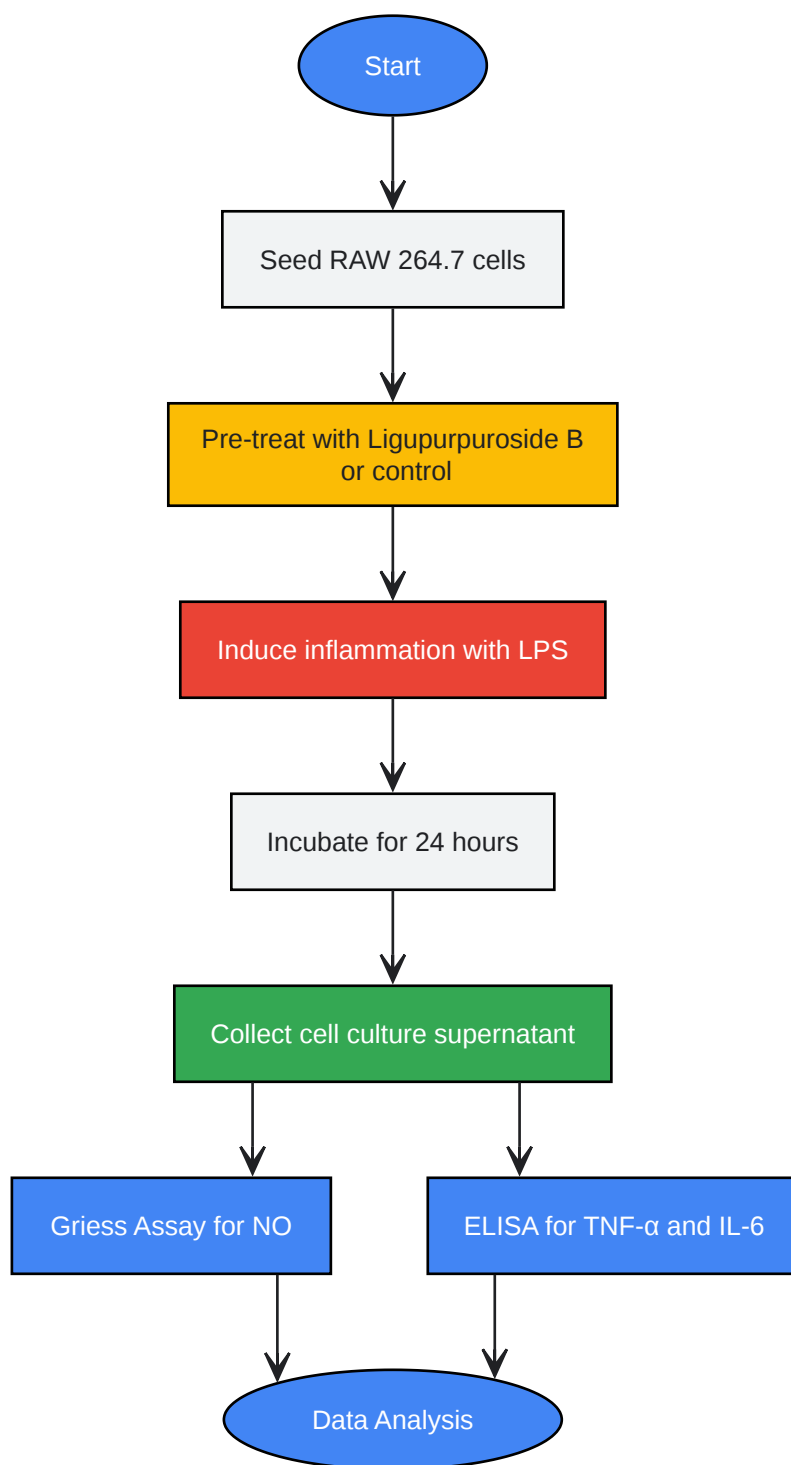 Start
Seed RAW 264.7 cells
Pre-treat with Ligupurpuroside B
or control
Induce inflammation with LPS
Incubate for 24 hours
Collect cell culture supernatant
Griess Assay for NO
ELISA for TNF-α and IL-6
Data Analysis